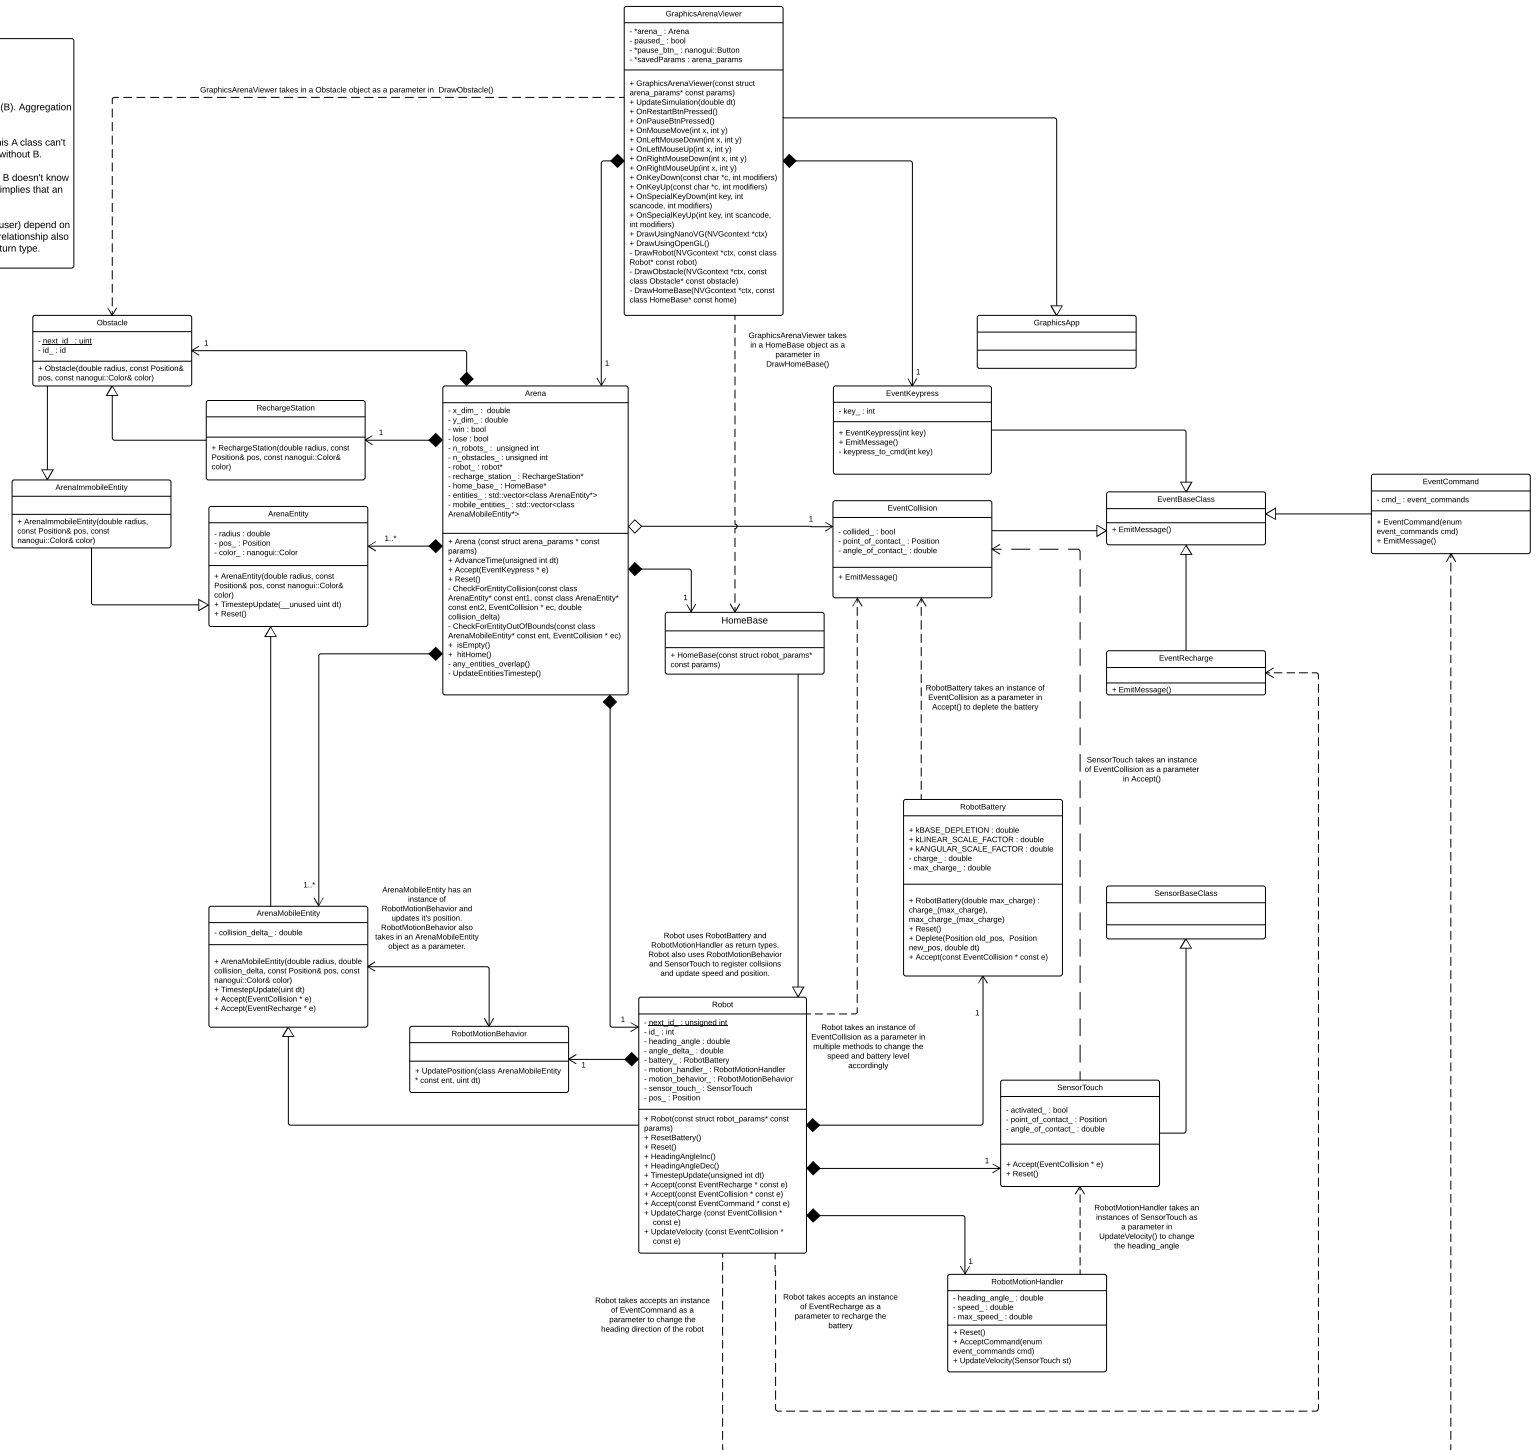 GraphicsArenaViewer
- *arena_ : Arena
- paused_ : bool
- *pause_btn_ : nanogui::Button
- *savedParams : arena_params
+ GraphicsArenaViewer(const struct
arena_params* const params)
+ UpdateSimulation(double dt)
+ OnRestartBtnPressed()
+ OnPauseBtnPressed()
+ OnMouseMove(int x, int y)
+ OnLeftMouseDown(int x, int y)
+ OnLeftMouseUp(int x, int y)
+ OnRightMouseDown(int x, int y)
+ OnRightMouseUp(int x, int y)
+ OnKeyDown(const char *c, int modifiers)
+ OnKeyUp(const char *c, int modifiers)
+ OnSpecialKeyDown(int key, int
scancode, int modifiers)
+ OnSpecialKeyUp(int key, int scancode,
int modifiers)
+ DrawUsingNanoVG(NVGcontext *ctx)
+ DrawUsingOpenGL()
- DrawRobot(NVGcontext *ctx, const class
Robot* const robot)
- DrawObstacle(NVGcontext *ctx, const
class Obstacle* const obstacle)
- DrawHomeBase(NVGcontext *ctx, const
class HomeBase* const home)
(B). Aggregation
his A class can't
without B.
B doesn't know
implies that an
user) depend on
relationship also
turn type.
GraphicsArenaViewer takes in a Obstacle object as a parameter in  DrawObstacle()
GraphicsArenaViewer takes
in a HomeBase object as a
parameter in
DrawHomeBase()
GraphicsApp
Obstacle
- next_id_ : uint
- id_ : id
+ Obstacle(double radius, const Position&
pos, const nanogui::Color& color)
1
1
1
RechargeStation
+ RechargeStation(double radius, const
Position& pos, const nanogui::Color&
color)
1
Arena
- x_dim_ :  double
- y_dim_ : double
- win : bool
- lose : bool
- n_robots_ :  unsigned int
- n_obstacles_ : unsigned int
- robot_ : robot*
- recharge_station_ : RechargeStation*
- home_base_ : HomeBase*
- entities_ : std::vector<class ArenaEntity*>
- mobile_entities_ : std::vector<class
ArenaMobileEntity*>
+ Arena (const struct arena_params * const
params)
+ AdvanceTime(unsigned int dt)
+ Accept(EventKeypress * e)
+ Reset()
- CheckForEntityCollision(const class
ArenaEntity* const ent1, const class ArenaEntity*
const ent2, EventCollision * ec, double
collision_delta)
- CheckForEntityOutOfBounds(const class
ArenaMobileEntity* const ent, EventCollision * ec)
+  isEmpty()
+  hitHome()
- any_entities_overlap()
- UpdateEntitiesTimestep()
EventKeypress
- key_ : int
+ EventKeypress(int key)
+ EmitMessage()
- keypress_to_cmd(int key)
ArenaImmobileEntity
+ ArenaImmobileEntity(double radius,
const Position& pos, const
nanogui::Color& color)
ArenaEntity
- radius : double
- pos_ : Position
- color_ : nanogui::Color
+ ArenaEntity(double radius, const
Position& pos, const nanogui::Color&
color)
+ TimestepUpdate(__unused uint dt)
+ Reset()
1..*
EventCollision
- collided_ : bool
- point_of_contact_ : Position
- angle_of_contact_ : double
+ EmitMessage()
1
EventBaseClass
+ EmitMessage()
EventCommand
- cmd_ : event_commands
+ EventCommand(enum
event_commands cmd)
+ EmitMessage()
1
HomeBase
+ HomeBase(const struct robot_params*
const params)
EventRecharge
+ EmitMessage()
RobotBattery takes an instance of
EventCollision as a parameter in
Accept() to deplete the battery
SensorTouch takes an instance
of EventCollision as a parameter
in Accept()
RobotBattery
+ kBASE_DEPLETION : double
+ kLINEAR_SCALE_FACTOR : double
+ kANGULAR_SCALE_FACTOR : double
- charge_ : double
- max_charge_ : double
+ RobotBattery(double max_charge) :
charge_(max_charge),
max_charge_(max_charge)
+ Reset()
+ Deplete(Position old_pos,  Position
new_pos, double dt)
+ Accept(const EventCollision * const e)
SensorBaseClass
1..*
ArenaMobileEntity
- collision_delta_ : double
+ ArenaMobileEntity(double radius, double
collision_delta, const Position& pos, const
nanogui::Color& color)
+ TimestepUpdate(uint dt)
+ Accept(EventCollision * e)
+ Accept(EventRecharge * e)
ArenaMobileEntity has an
instance of
RobotMotionBehavior and
updates it's position.
RobotMotionBehavior also
takes in an ArenaMobileEntity
object as a parameter.
Robot uses RobotBattery and
RobotMotionHandler as return types.
Robot also uses RobotMotionBehavior
and SensorTouch to register collsiions
and update speed and position.
RobotMotionBehavior
+ UpdatePosition(class ArenaMobileEntity
* const ent, uint dt)
1
1
Robot
- next_id_ : unsigned int
- id_ : int
- heading_angle : double
- angle_delta_ : double
- battery_ : RobotBattery
- motion_handler_ : RobotMotionHandler
- motion_behavior_ : RobotMotionBehavior
- sensor_touch_ : SensorTouch
- pos_ : Position
+ Robot(const struct robot_params* const
params)
+ ResetBattery()
+ Reset()
+ HeadingAngleInc()
+ HeadingAngleDec()
+ TimestepUpdate(unsigned int dt)
+ Accept(const EventRecharge * const e)
+ Accept(const EventCollision * const e)
+ Accept(const EventCommand * const e)
+ UpdateCharge (const EventCollision *
const e)
+ UpdateVelocity (const EventCollision *
const e)
Robot takes an instance of
EventCollision as a parameter in
multiple methods to change the
speed and battery level
accordingly
1
SensorTouch
- activated_ : bool
- point_of_contact_ : Position
- angle_of_contact_ : double
+ Accept(EventCollision * e)
+ Reset()
1
RobotMotionHandler takes an
instances of SensorTouch as
a parameter in
UpdateVelocity() to change
the heading_angle
1
RobotMotionHandler
- heading_angle_ : double
- speed_ : double
- max_speed_ : double
+ Reset()
+ AcceptCommand(enum
event_commands cmd)
+ UpdateVelocity(SensorTouch st)
Robot takes accepts an instance
of EventCommand as a
parameter to change the
heading direction of the robot
Robot takes accepts an instance
of EventRecharge as a
parameter to recharge the
battery